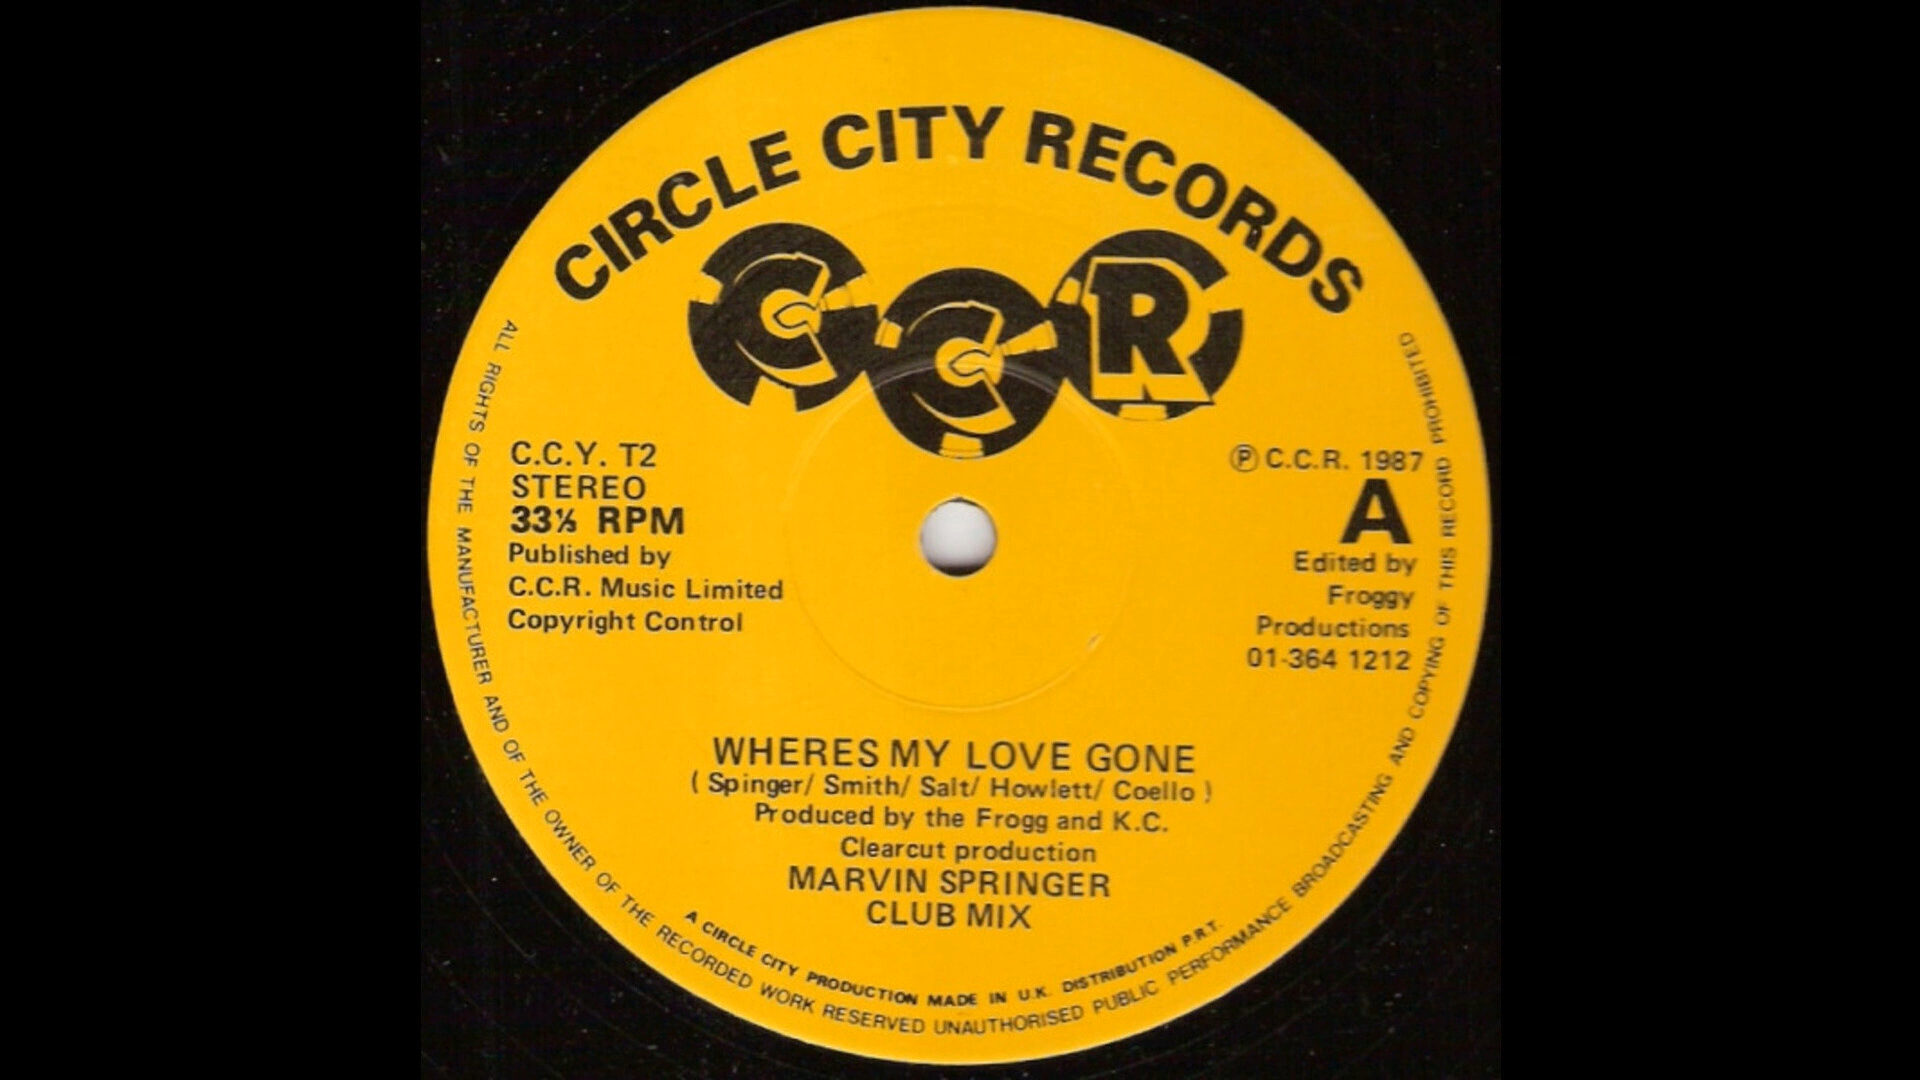 CIRCLE CITY RECORDS
C C R
C.C.Y. T2
STEREO
33⅓ RPM
Published by
C.C.R. Music Limited
Copyright Control
Ⓟ C.C.R. 1987
A
Edited by
Froggy
Productions
01-364 1212
WHERES MY LOVE GONE
( Spinger/ Smith/ Salt/ Howlett/ Coello )
Produced by the Frogg and K.C.
Clearcut production
MARVIN SPRINGER
CLUB MIX
A CIRCLE CITY PRODUCTION MADE IN U.K. DISTRIBUTION P.R.T.
ALL RIGHTS OF THE MANUFACTURER AND OF THE OWNER OF THE RECORDED WORK RESERVED UNAUTHORISED PUBLIC PERFORMANCE BROADCASTING AND COPYING OF THIS RECORD PROHIBITED